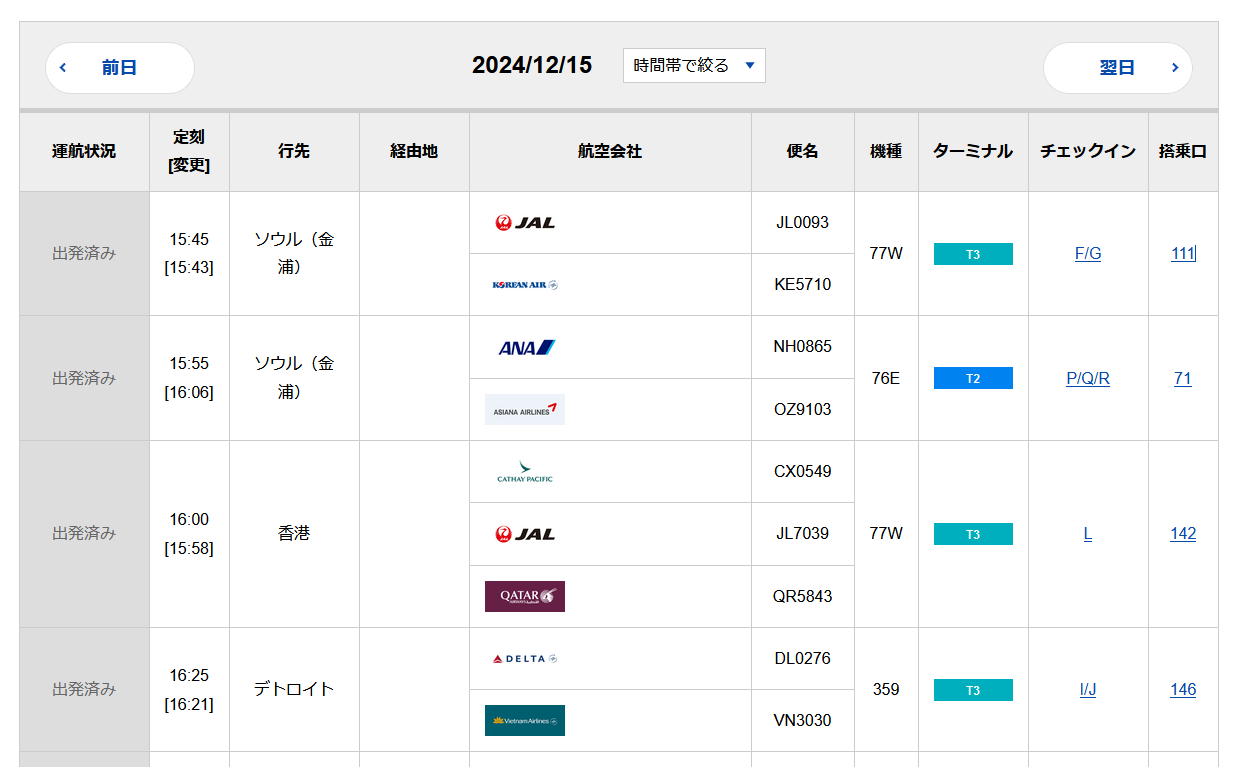 前日
2024/12/15
時間帯で絞る
翌日
運航状況
定刻
[変更]
行先
経由地
航空会社
便名
機種
ターミナル
チェックイン
搭乗口
出発済み
15:45
[15:43]
ソウル（金
浦）
JAL
JL0093
KOREAN AIR
KE5710
77W
T3
F/G
111
出発済み
15:55
[16:06]
ソウル（金
浦）
ANA
NH0865
ASIANA AIRLINES
OZ9103
76E
T2
P/Q/R
71
出発済み
16:00
[15:58]
香港
CATHAY PACIFIC
CX0549
JAL
JL7039
QATAR
QR5843
77W
T3
L
142
出発済み
16:25
[16:21]
デトロイト
DELTA
DL0276
Vietnam Airlines
VN3030
359
T3
I/J
146